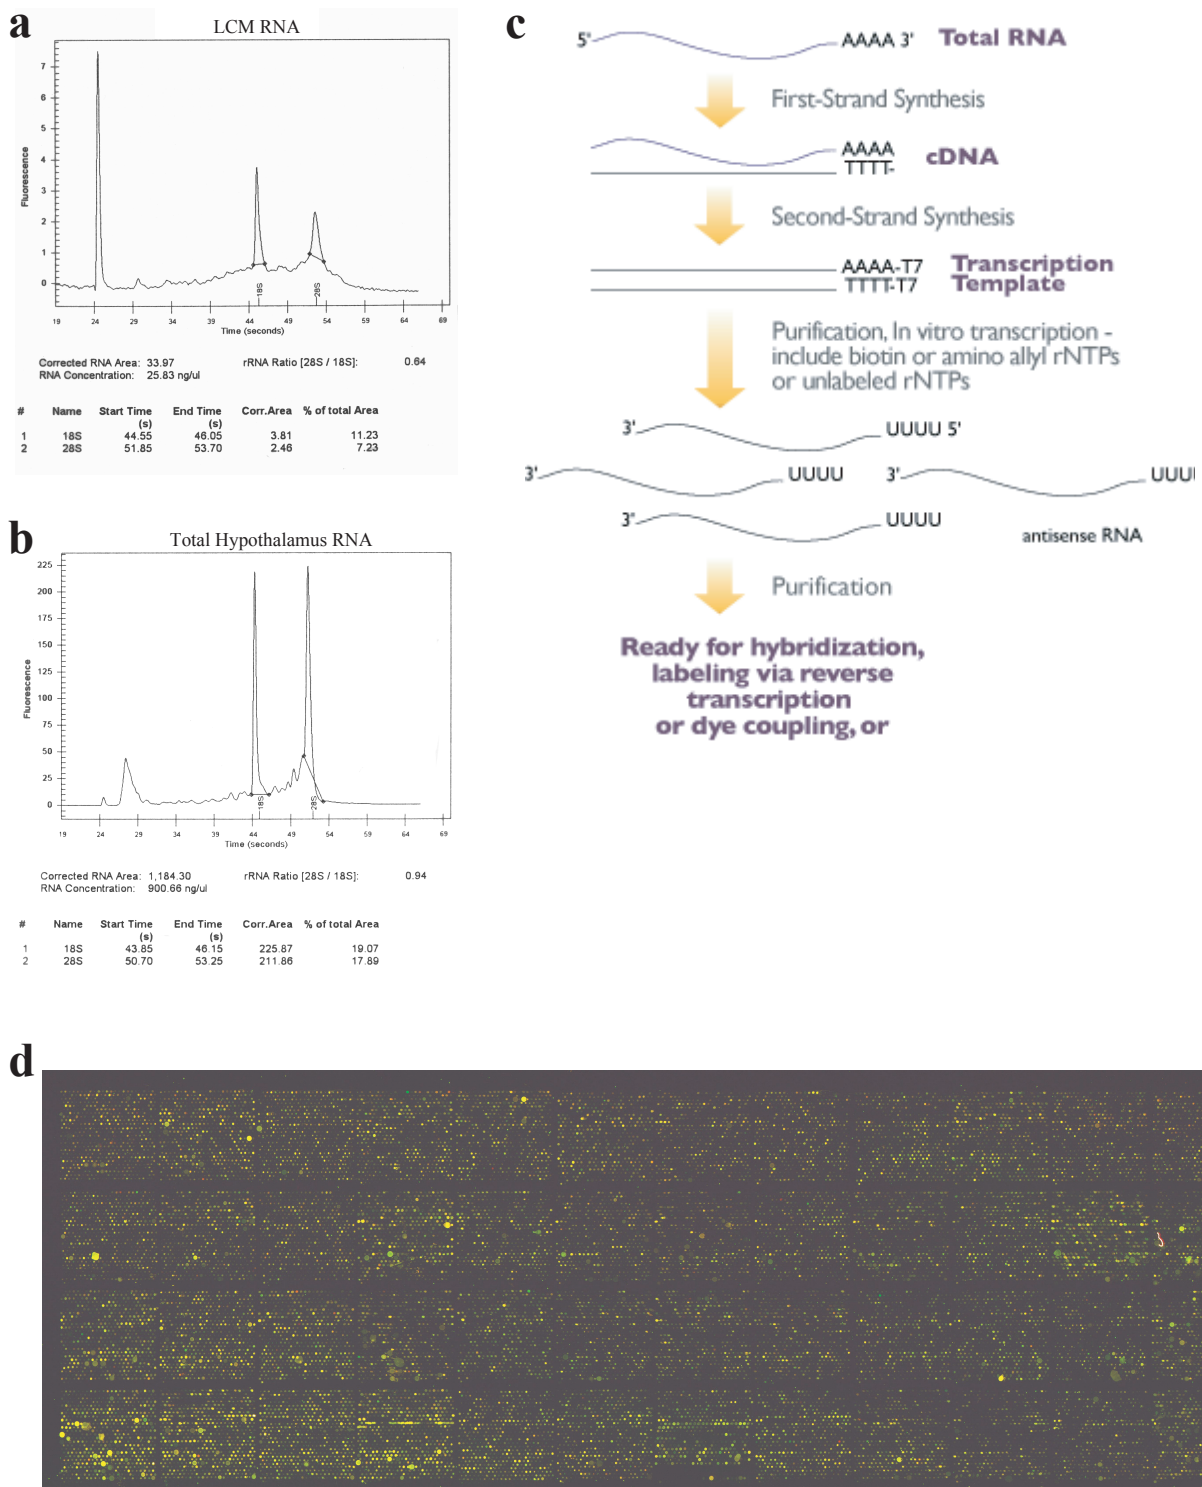 a
LCM RNA
Fluorescence
7
6
5
4
3
2
1
0
18S
28S
19 24 29 34 39 44 49 54 59 64 69
Time (seconds)
Corrected RNA Area: 33.97 rRNA Ratio [28S / 18S]: 0.64
RNA Concentration: 25.83 ng/ul
# Name Start Time (s) End Time (s) Corr.Area % of total Area
1 18S 44.55 46.05 3.81 11.23
2 28S 51.85 53.70 2.46 7.23
b
Total Hypothalamus RNA
Fluorescence
225
200
175
150
125
100
75
50
25
0
18S
28S
19 24 29 34 39 44 49 54 59 64 69
Time (seconds)
Corrected RNA Area: 1,184.30 rRNA Ratio [28S / 18S]: 0.94
RNA Concentration: 900.66 ng/ul
# Name Start Time (s) End Time (s) Corr.Area % of total Area
1 18S 43.85 46.15 225.87 19.07
2 28S 50.70 53.25 211.86 17.89
c
5' AAAA 3' Total RNA
First-Strand Synthesis
AAAA
TTTT-
cDNA
Second-Strand Synthesis
AAAA-T7
TTTT-T7
Transcription
Template
Purification, In vitro transcription -
include biotin or amino allyl rNTPs
or unlabeled rNTPs
3' UUUU 5'
3' UUUU 3' UUU
3' UUUU
antisense RNA
Purification
Ready for hybridization,
labeling via reverse
transcription
or dye coupling, or
d